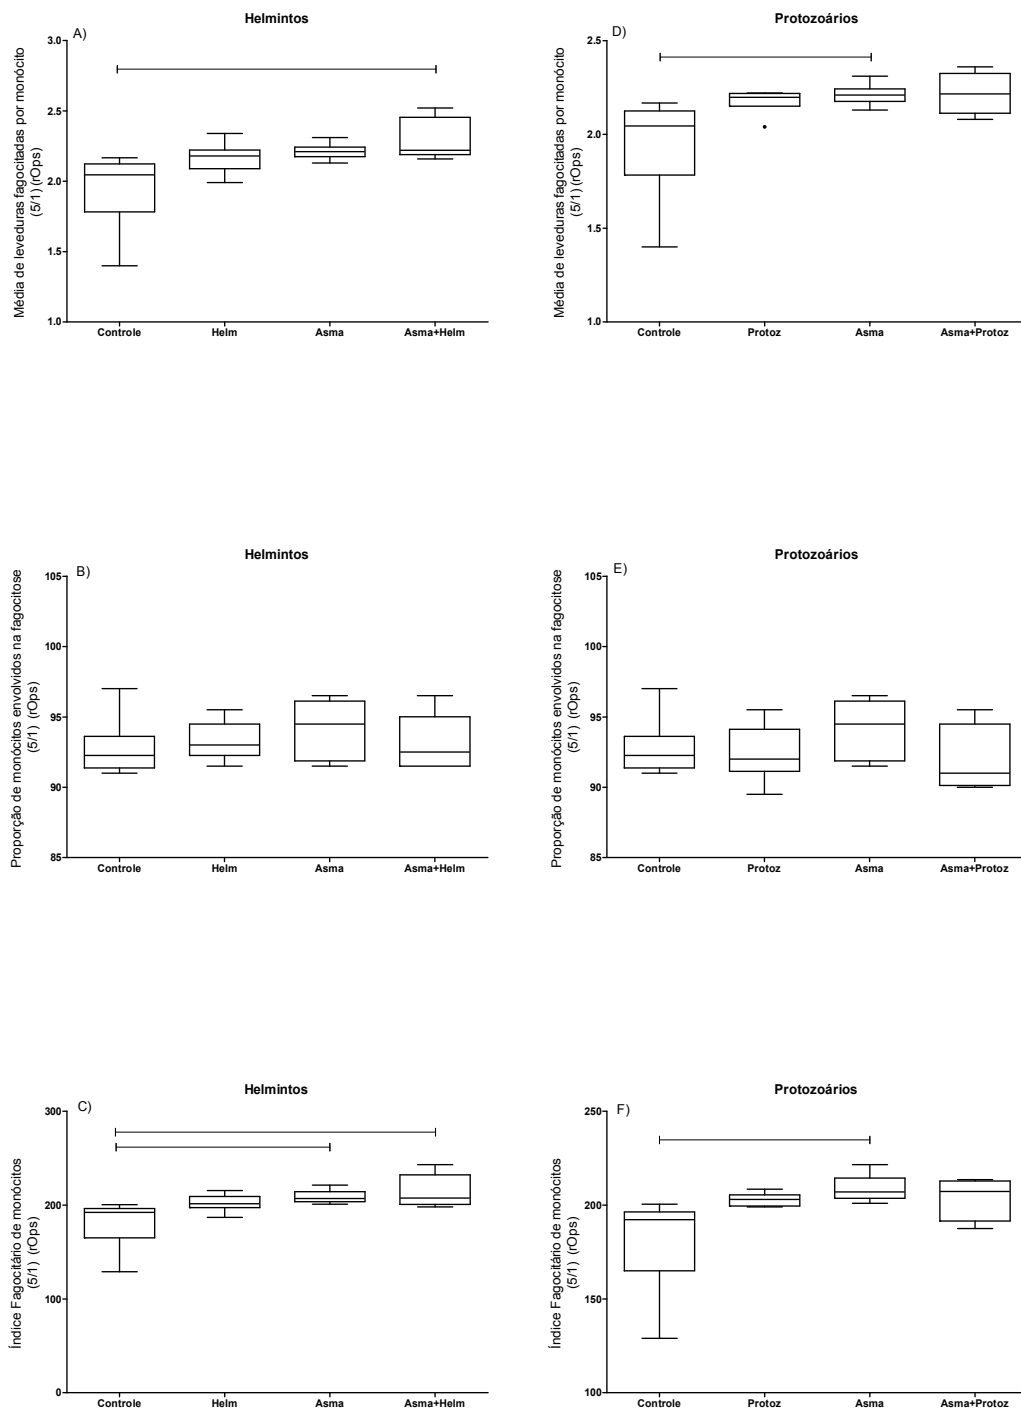 Helmintos
A)
Média de leveduras fagocitadas por monócito
(5/1) (rOps)
3.0
2.5
2.0
1.5
1.0
Controle
Helm
Asma
Asma+Helm
Protozoários
D)
Média de leveduras fagocitadas por monócito
(5/1) (rOps)
2.5
2.0
1.5
1.0
Controle
Protoz
Asma
Asma+Protoz
Helmintos
B)
Proporção de monócitos envolvidos na fagocitose
(5/1) (rOps)
105
100
95
90
85
Controle
Helm
Asma
Asma+Helm
Protozoários
E)
Proporção de monócitos envolvidos na fagocitose
(5/1) (rOps)
105
100
95
90
85
Controle
Protoz
Asma
Asma+Protoz
Helmintos
C)
Índice Fagocitário de monócitos
(5/1) (rOps)
300
200
100
0
Controle
Helm
Asma
Asma+Helm
Protozoários
F)
Índice Fagocitário de monócitos
(5/1) (rOps)
250
200
150
100
Controle
Protoz
Asma
Asma+Protoz